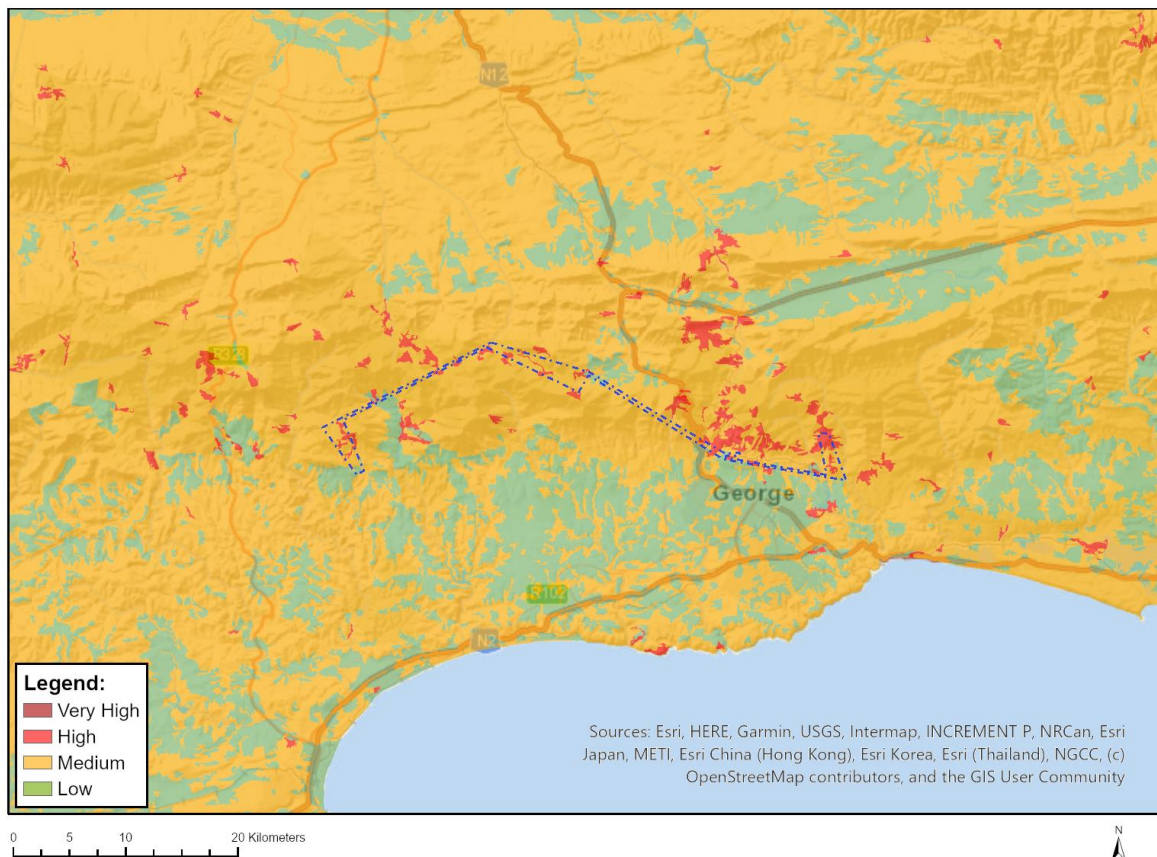 N12
R328
George
R102
N2
Legend:
Very High
High
Medium
Low
Sources: Esri, HERE, Garmin, USGS, Intermap, INCREMENT P, NRCan, Esri
Japan, METI, Esri China (Hong Kong), Esri Korea, Esri (Thailand), NGCC, (c)
OpenStreetMap contributors, and the GIS User Community
0 5 10 20 Kilometers
N